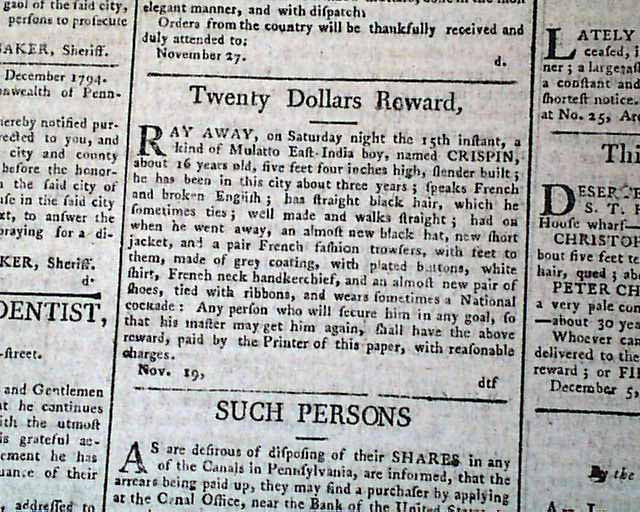 gaol of the said city,
persons to prosecute
BAKER, Sheriff.
December 1794.
onwealth of Penn-
hereby notified pur-
rected to you, and
city and county
before the honor-
the said city of
use in the said city
xt, to answer the
praying for a di-
KER, Sheriff.
d.
DENTIST,
-street.
and Gentlemen
at he continues
ith the utmost
is grateful ac-
ement he has
uance of their
addressed to
elegant manner, and with dispatch;
Orders from the country will be thankfully received and
duly attended to;
November 27.
d.
Twenty Dollars Reward,
RAY AWAY, on Saturday night the 15th instant, a
kind of Mulatto East-India boy, named CRISPIN,
about 16 years old, five feet four inches high, slender built;
he has been in this city about three years; speaks French
and broken English; has straight black hair, which he
sometimes ties; well made and walks straight; had on
when he went away, an almost new black hat, new short
jacket, and a pair French fashion trowsers, with feet to
them, made of grey coating, with plated buttons, white
shirt, French neck handkerchief, and an almost new pair of
shoes, tied with ribbons, and wears sometimes a National
cockade: Any person who will secure him in any goal, so
that his master may get him again, shall have the above
reward, paid by the Printer of this paper, with reasonable
charges.
Nov. 19,
dtf
SUCH PERSONS
AS are desirous of disposing of their SHARES in any
of the Canals in Pennsylvania, are informed, that the
arrears being paid up, they may find a purchaser by applying
at the Canal Office, near the Bank of the United States
LATELY
ceased, i
ner; a large
a constant and
shortest notice.
at No. 25,
Thi
DESER
S. T.
House wharf—
CHRISTO
bout five feet
hair, qued;
PETER CH
a very pale con
—about 30 yea
Whoever can
delivered to the
reward; or FI
December 5,
By the